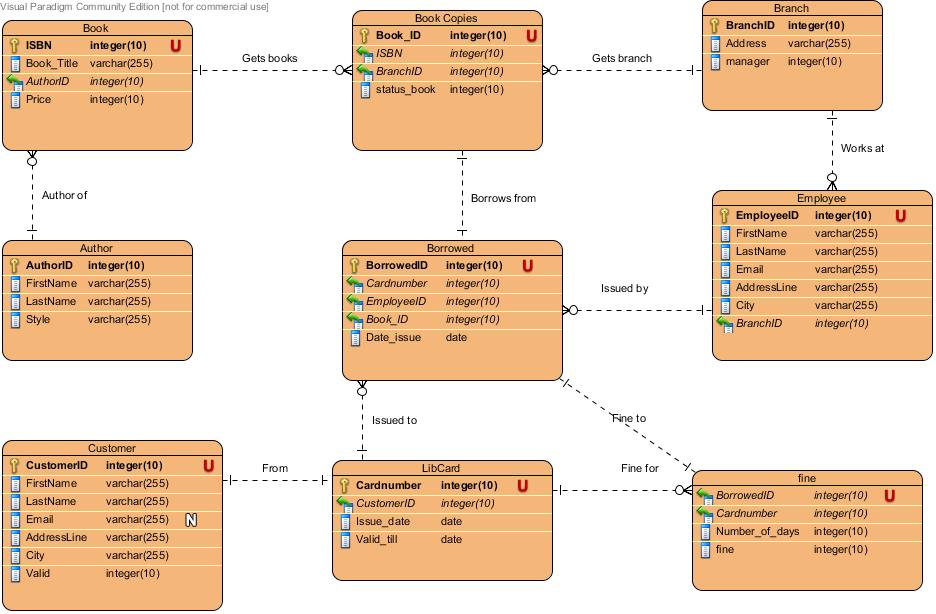 Visual Paradigm Community Edition [not for commercial use]
Book
ISBN integer(10) U
Book_Title varchar(255)
AuthorID integer(10)
Price integer(10)
Gets books
Book Copies
Book_ID integer(10) U
ISBN integer(10)
BranchID integer(10)
status_book integer(10)
Gets branch
Branch
BranchID integer(10)
Address varchar(255)
manager integer(10)
Author of
Borrows from
Works at
Author
AuthorID integer(10)
FirstName varchar(255)
LastName varchar(255)
Style varchar(255)
Borrowed
BorrowedID integer(10) U
Cardnumber integer(10)
EmployeeID integer(10)
Book_ID integer(10)
Date_issue date
Issued by
Employee
EmployeeID integer(10) U
FirstName varchar(255)
LastName varchar(255)
Email varchar(255)
AddressLine varchar(255)
City varchar(255)
BranchID integer(10)
Issued to
Fine to
Customer
CustomerID integer(10) U
FirstName varchar(255)
LastName varchar(255)
Email varchar(255) N
AddressLine varchar(255)
City varchar(255)
Valid integer(10)
From
LibCard
Cardnumber integer(10) U
CustomerID integer(10)
Issue_date date
Valid_till date
Fine for
fine
BorrowedID integer(10) U
Cardnumber integer(10)
Number_of_days integer(10)
fine integer(10)